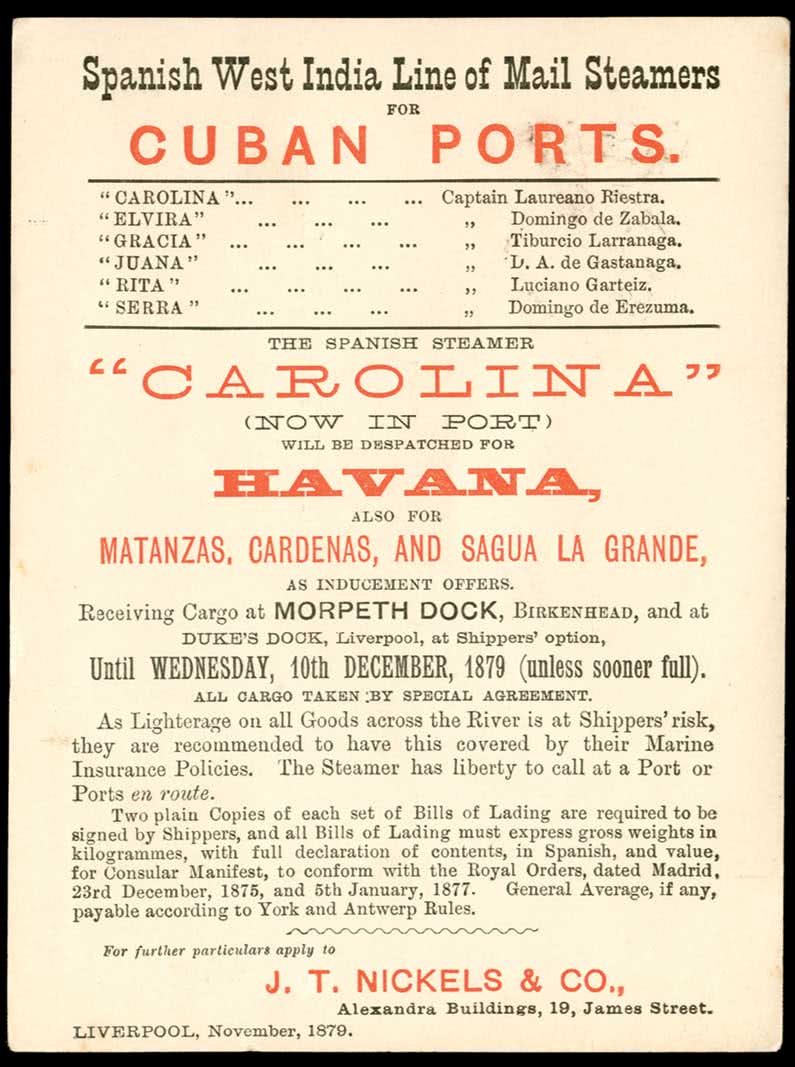 Spanish West India Line of Mail Steamers
FOR
CUBAN PORTS.
"CAROLINA"... ... ... ... Captain Laureano Riestra.
"ELVIRA" ... ... ... „ Domingo de Zabala.
"GRACIA" ... ... ... ... „ Tiburcio Larranaga.
"JUANA" ... ... ... „ L. A. de Gastanaga.
"RITA" ... ... ... ... „ Luciano Garteiz.
"SERRA" ... ... ... „ Domingo de Erezuma.
THE SPANISH STEAMER
"CAROLINA"
(NOW IN PORT)
WILL BE DESPATCHED FOR
HAVANA,
ALSO FOR
MATANZAS, CARDENAS, AND SAGUA LA GRANDE,
AS INDUCEMENT OFFERS.
Receiving Cargo at MORPETH DOCK, BIRKENHEAD, and at
DUKE'S DOCK, Liverpool, at Shippers' option,
Until WEDNESDAY, 10th DECEMBER, 1879 (unless sooner full).
ALL CARGO TAKEN BY SPECIAL AGREEMENT.
As Lighterage on all Goods across the River is at Shippers' risk,
they are recommended to have this covered by their Marine
Insurance Policies. The Steamer has liberty to call at a Port or
Ports en route.
Two plain Copies of each set of Bills of Lading are required to be
signed by Shippers, and all Bills of Lading must express gross weights in
kilogrammes, with full declaration of contents, in Spanish, and value,
for Consular Manifest, to conform with the Royal Orders, dated Madrid,
23rd December, 1875, and 5th January, 1877. General Average, if any,
payable according to York and Antwerp Rules.
For further particulars apply to
J. T. NICKELS & CO.,
Alexandra Buildings, 19, James Street.
LIVERPOOL, November, 1879.